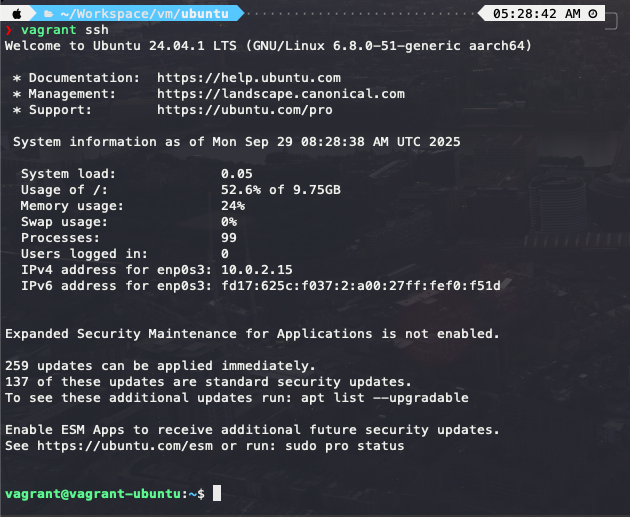 ~/Workspace/vm/ubuntu 05:28:42 AM
❯ vagrant ssh
Welcome to Ubuntu 24.04.1 LTS (GNU/Linux 6.8.0-51-generic aarch64)
* Documentation: https://help.ubuntu.com
* Management: https://landscape.canonical.com
* Support: https://ubuntu.com/pro
System information as of Mon Sep 29 08:28:38 AM UTC 2025
System load: 0.05
Usage of /: 52.6% of 9.75GB
Memory usage: 24%
Swap usage: 0%
Processes: 99
Users logged in: 0
IPv4 address for enp0s3: 10.0.2.15
IPv6 address for enp0s3: fd17:625c:f037:2:a00:27ff:fef0:f51d
Expanded Security Maintenance for Applications is not enabled.
259 updates can be applied immediately.
137 of these updates are standard security updates.
To see these additional updates run: apt list --upgradable
Enable ESM Apps to receive additional future security updates.
See https://ubuntu.com/esm or run: sudo pro status
vagrant@vagrant-ubuntu:~$